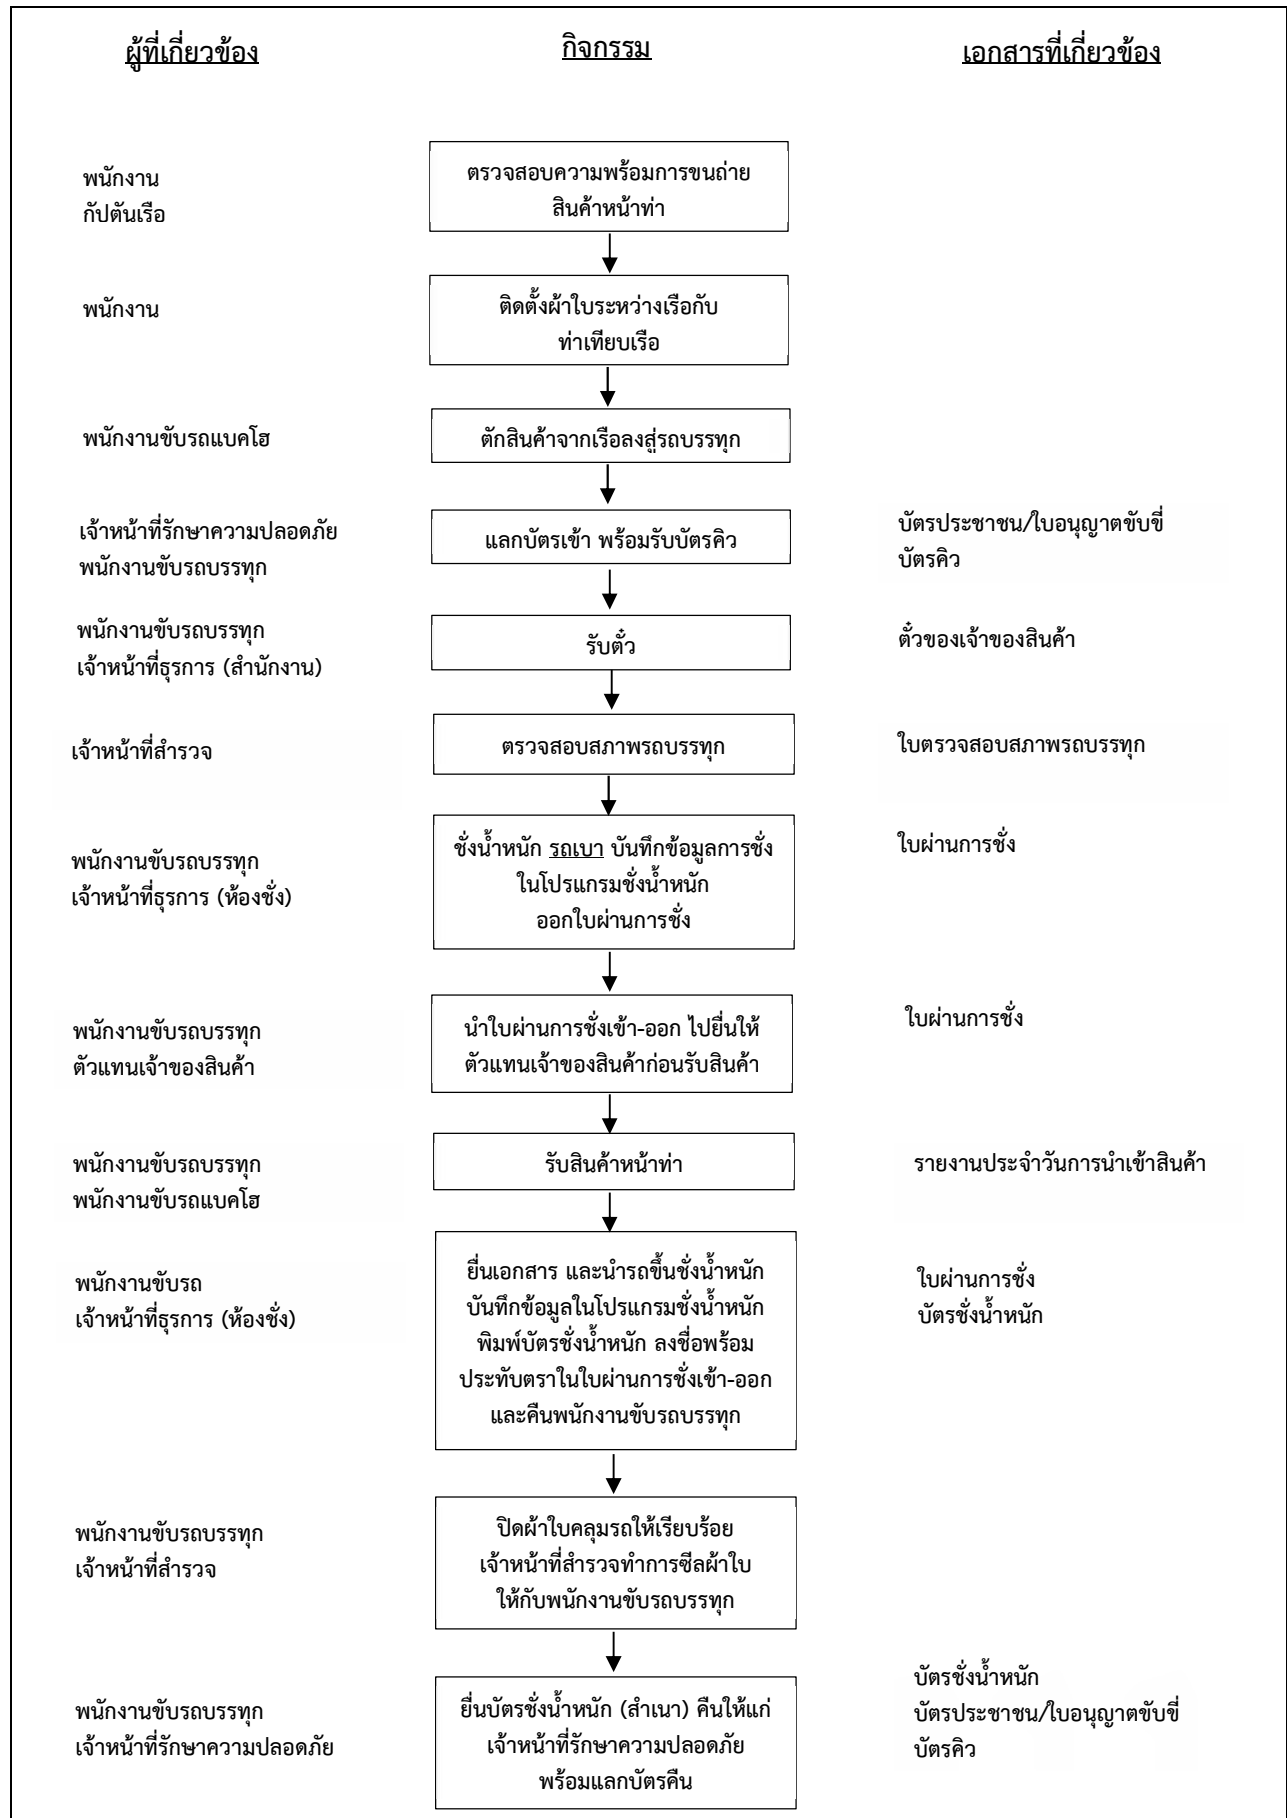 ผู้ที่เกี่ยวข้อง
กิจกรรม
เอกสารที่เกี่ยวข้อง
พนักงาน
กัปตันเรือ
ตรวจสอบความพร้อมการขนถ่าย
สินค้าหน้าท่า
พนักงาน
ติดตั้งผ้าใบระหว่างเรือกับ
ท่าเทียบเรือ
พนักงานขับรถแบคโฮ
ตักสินค้าจากเรือลงสู่รถบรรทุก
เจ้าหน้าที่รักษาความปลอดภัย
พนักงานขับรถบรรทุก
แลกบัตรเข้า พร้อมรับบัตรคิว
บัตรประชาชน/ใบอนุญาตขับขี่
บัตรคิว
พนักงานขับรถบรรทุก
เจ้าหน้าที่ธุรการ (สำนักงาน)
รับตั๋ว
ตั๋วของเจ้าของสินค้า
เจ้าหน้าที่สำรวจ
ตรวจสอบสภาพรถบรรทุก
ใบตรวจสอบสภาพรถบรรทุก
พนักงานขับรถบรรทุก
เจ้าหน้าที่ธุรการ (ห้องชั่ง)
ชั่งน้ำหนัก รถเบา บันทึกข้อมูลการชั่ง
ในโปรแกรมชั่งน้ำหนัก
ออกใบผ่านการชั่ง
ใบผ่านการชั่ง
พนักงานขับรถบรรทุก
ตัวแทนเจ้าของสินค้า
นำใบผ่านการชั่งเข้า-ออก ไปยื่นให้
ตัวแทนเจ้าของสินค้าก่อนรับสินค้า
ใบผ่านการชั่ง
พนักงานขับรถบรรทุก
พนักงานขับรถแบคโฮ
รับสินค้าหน้าท่า
รายงานประจำวันการนำเข้าสินค้า
พนักงานขับรถ
เจ้าหน้าที่ธุรการ (ห้องชั่ง)
ยื่นเอกสาร และนำรถขึ้นชั่งน้ำหนัก
บันทึกข้อมูลในโปรแกรมชั่งน้ำหนัก
พิมพ์บัตรชั่งน้ำหนัก ลงชื่อพร้อม
ประทับตราในใบผ่านการชั่งเข้า-ออก
และคืนพนักงานขับรถบรรทุก
ใบผ่านการชั่ง
บัตรชั่งน้ำหนัก
พนักงานขับรถบรรทุก
เจ้าหน้าที่สำรวจ
ปิดผ้าใบคลุมรถให้เรียบร้อย
เจ้าหน้าที่สำรวจทำการซีลผ้าใบ
ให้กับพนักงานขับรถบรรทุก
พนักงานขับรถบรรทุก
เจ้าหน้าที่รักษาความปลอดภัย
ยื่นบัตรชั่งน้ำหนัก (สำเนา) คืนให้แก่
เจ้าหน้าที่รักษาความปลอดภัย
พร้อมแลกบัตรคืน
บัตรชั่งน้ำหนัก
บัตรประชาชน/ใบอนุญาตขับขี่
บัตรคิว